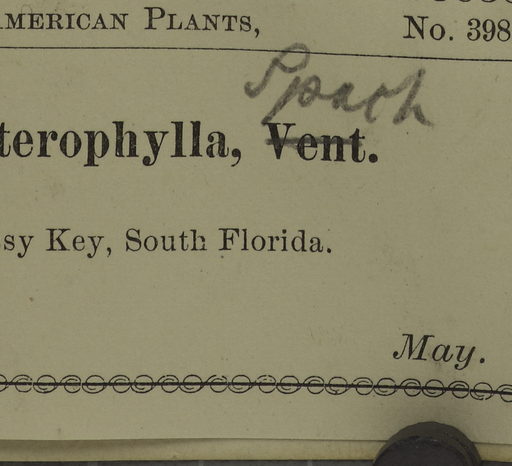 AMERICAN PLANTS,
No. 398
Spach
terophylla, Vent.
sy Key, South Florida.
May.